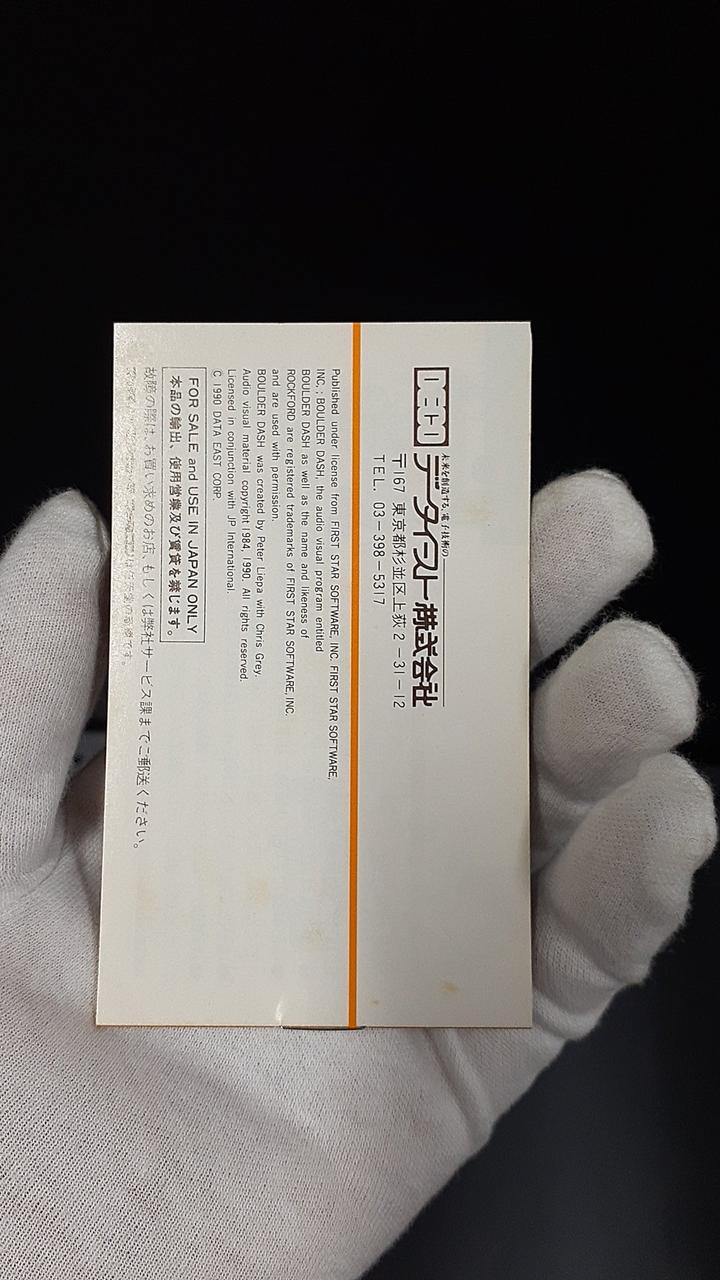 DECO
未来を創造する、電子技術の
データイースト株式会社
〒167 東京都杉並区上荻2-31-12
TEL. 03-398-5317
Published under license from FIRST STAR SOFTWARE, INC. FIRST STAR SOFTWARE,
INC.; BOULDER DASH, the audio visual program entitled
BOULDER DASH as well as the name and likeness of
ROCKFORD are registered trademarks of FIRST STAR SOFTWARE, INC.
and are used with permission.
BOULDER DASH was created by Peter Liepa with Chris Grey.
Audio visual material copyright 1984, 1990. All rights reserved.
Licensed in conjunction with JP International.
© 1990 DATA EAST CORP.
FOR SALE and USE IN JAPAN ONLY
本品の輸出、使用営業及び賃貸を禁じます。
故障の際は、お買い求めのお店、もしくは弊社サービス課までご郵送ください。